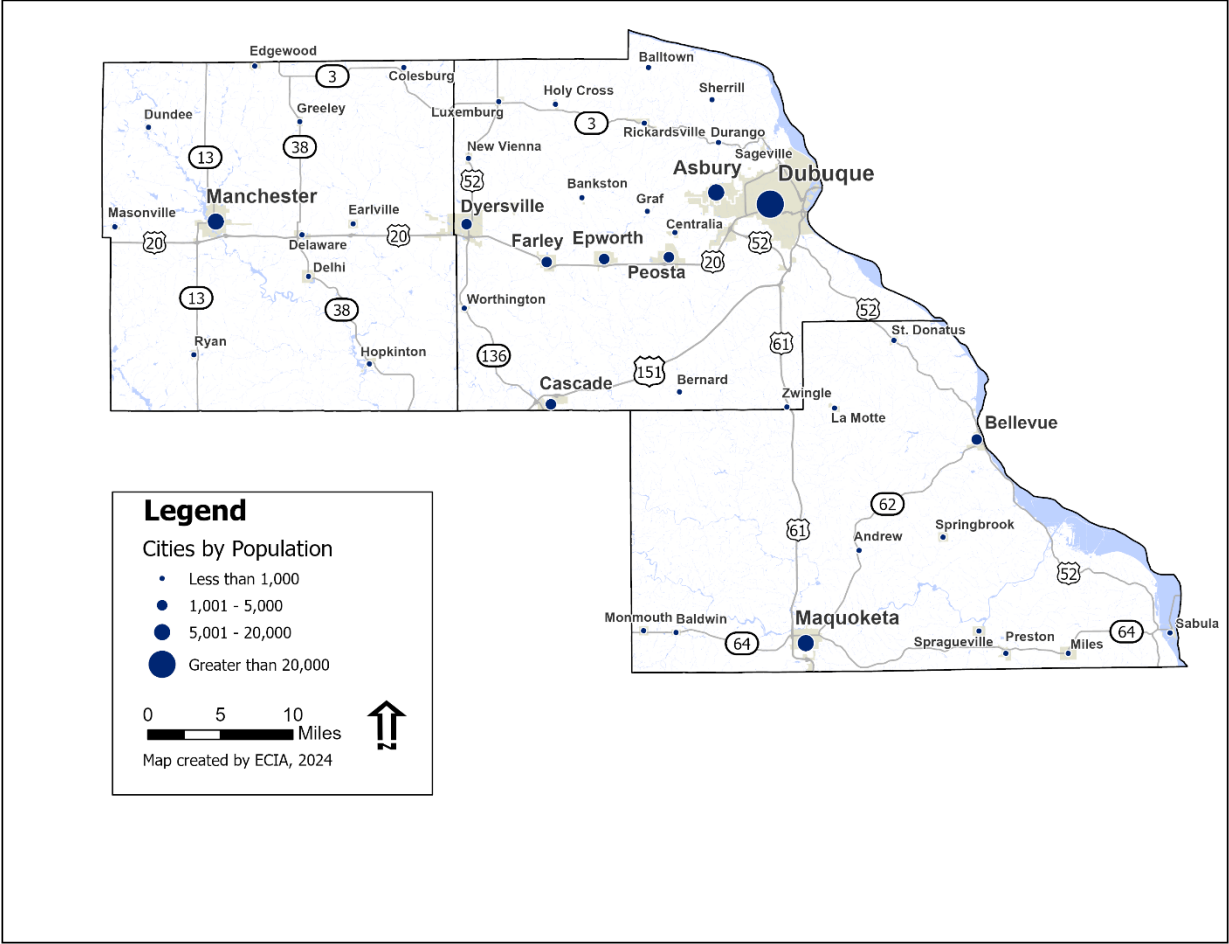 Edgewood
Balltown
3
Colesburg
Sherrill
Holy Cross
Greeley
Dundee
Luxemburg
3
Rickardsville
Durango
38
New Vienna
Sageville
13
Asbury
Dubuque
52
Bankston
Manchester
Graf
Dyersville
Masonville
Earlville
Centralia
20
Delaware
20
Farley
Epworth
52
20
Peosta
Delhi
13
38
Worthington
52
St. Donatus
Ryan
61
Hopkinton
136
151
Cascade
Bernard
Zwingle
La Motte
Bellevue
62
Springbrook
61
Andrew
52
Monmouth
Baldwin
Maquoketa
Sabula
64
Spragueville
Preston
Miles
64
Legend
Cities by Population
Less than 1,000
1,001 - 5,000
5,001 - 20,000
Greater than 20,000
0 5 10
Miles
N
Map created by ECIA, 2024